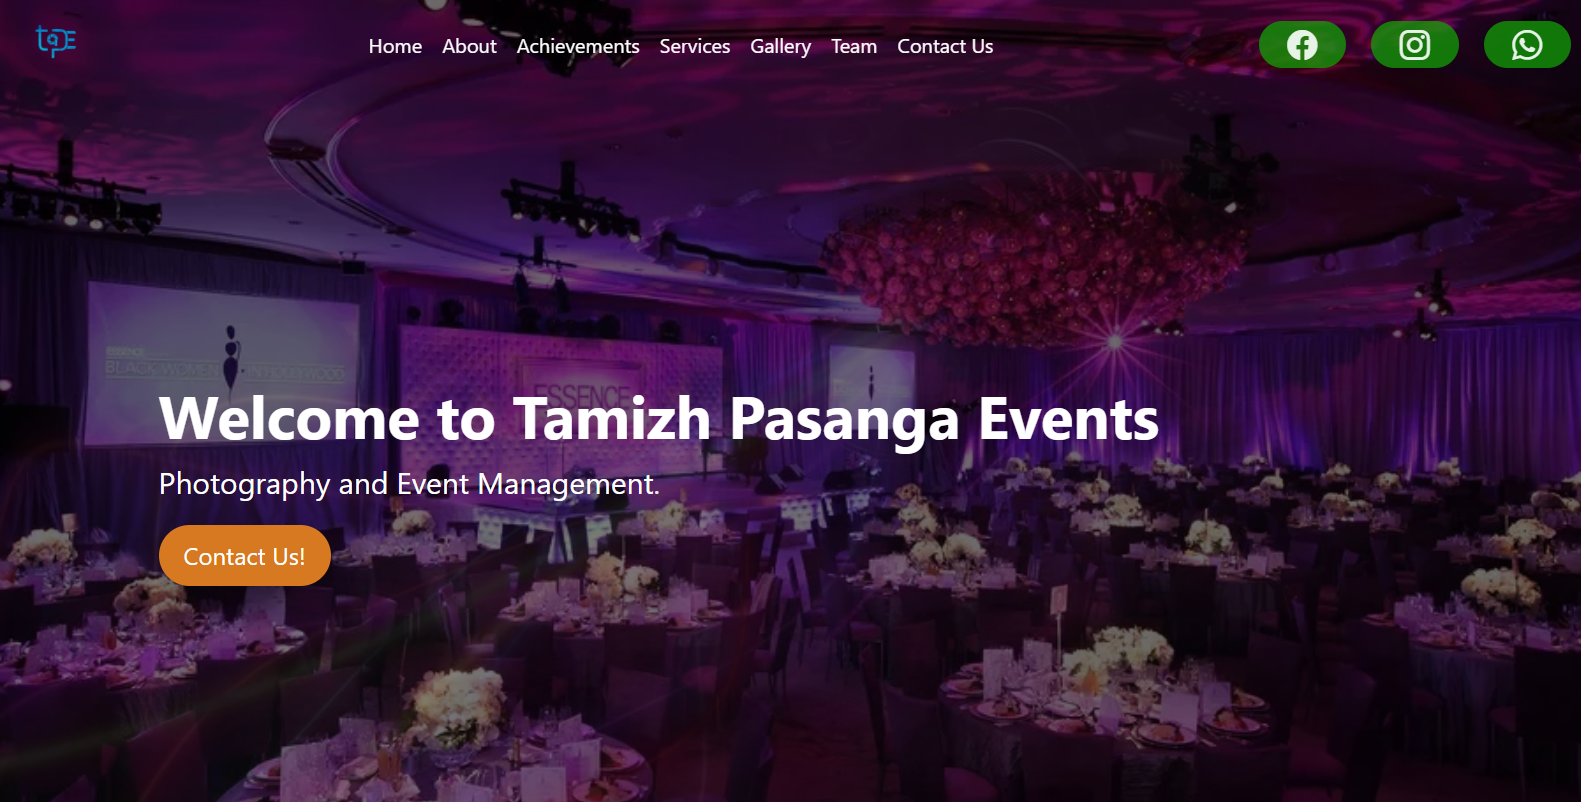 Home About Achievements Services Gallery Team Contact Us
ESSENCE
BLACK WOMEN IN HOLLYWOOD
ESSENCE
Welcome to Tamizh Pasanga Events
Photography and Event Management.
Contact Us!